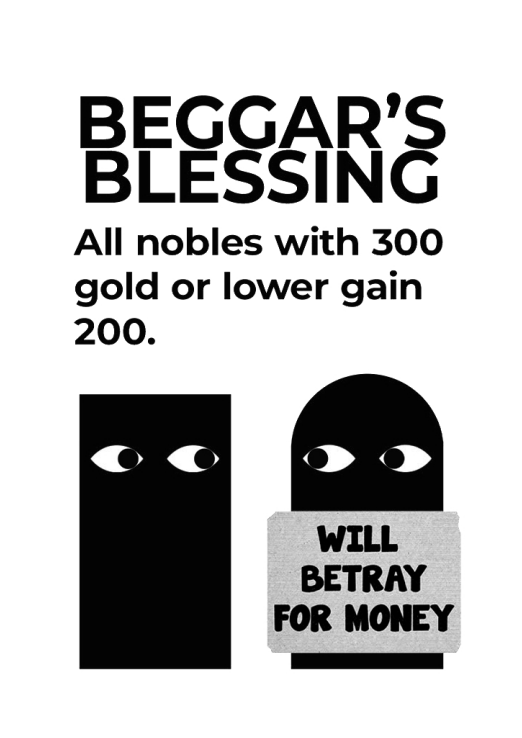 BEGGAR’S
BLESSING
All nobles with 300
gold or lower gain
200.
WILL
BETRAY
FOR MONEY